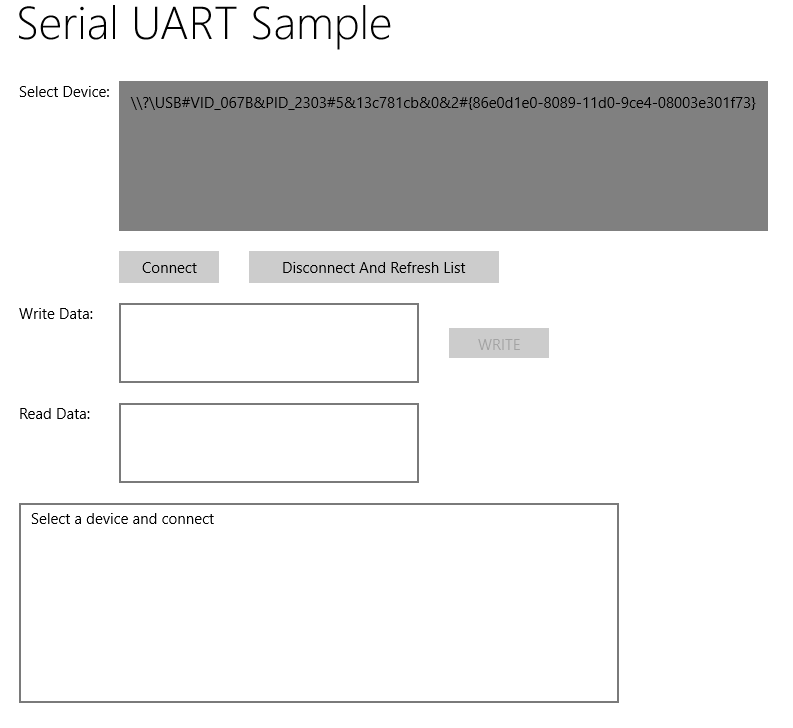 Serial UART Sample
Select Device:
\\?\USB#VID_067B&PID_2303#5&13c781cb&0&2#{86e0d1e0-8089-11d0-9ce4-08003e301f73}
Connect
Disconnect And Refresh List
Write Data:
WRITE
Read Data:
Select a device and connect